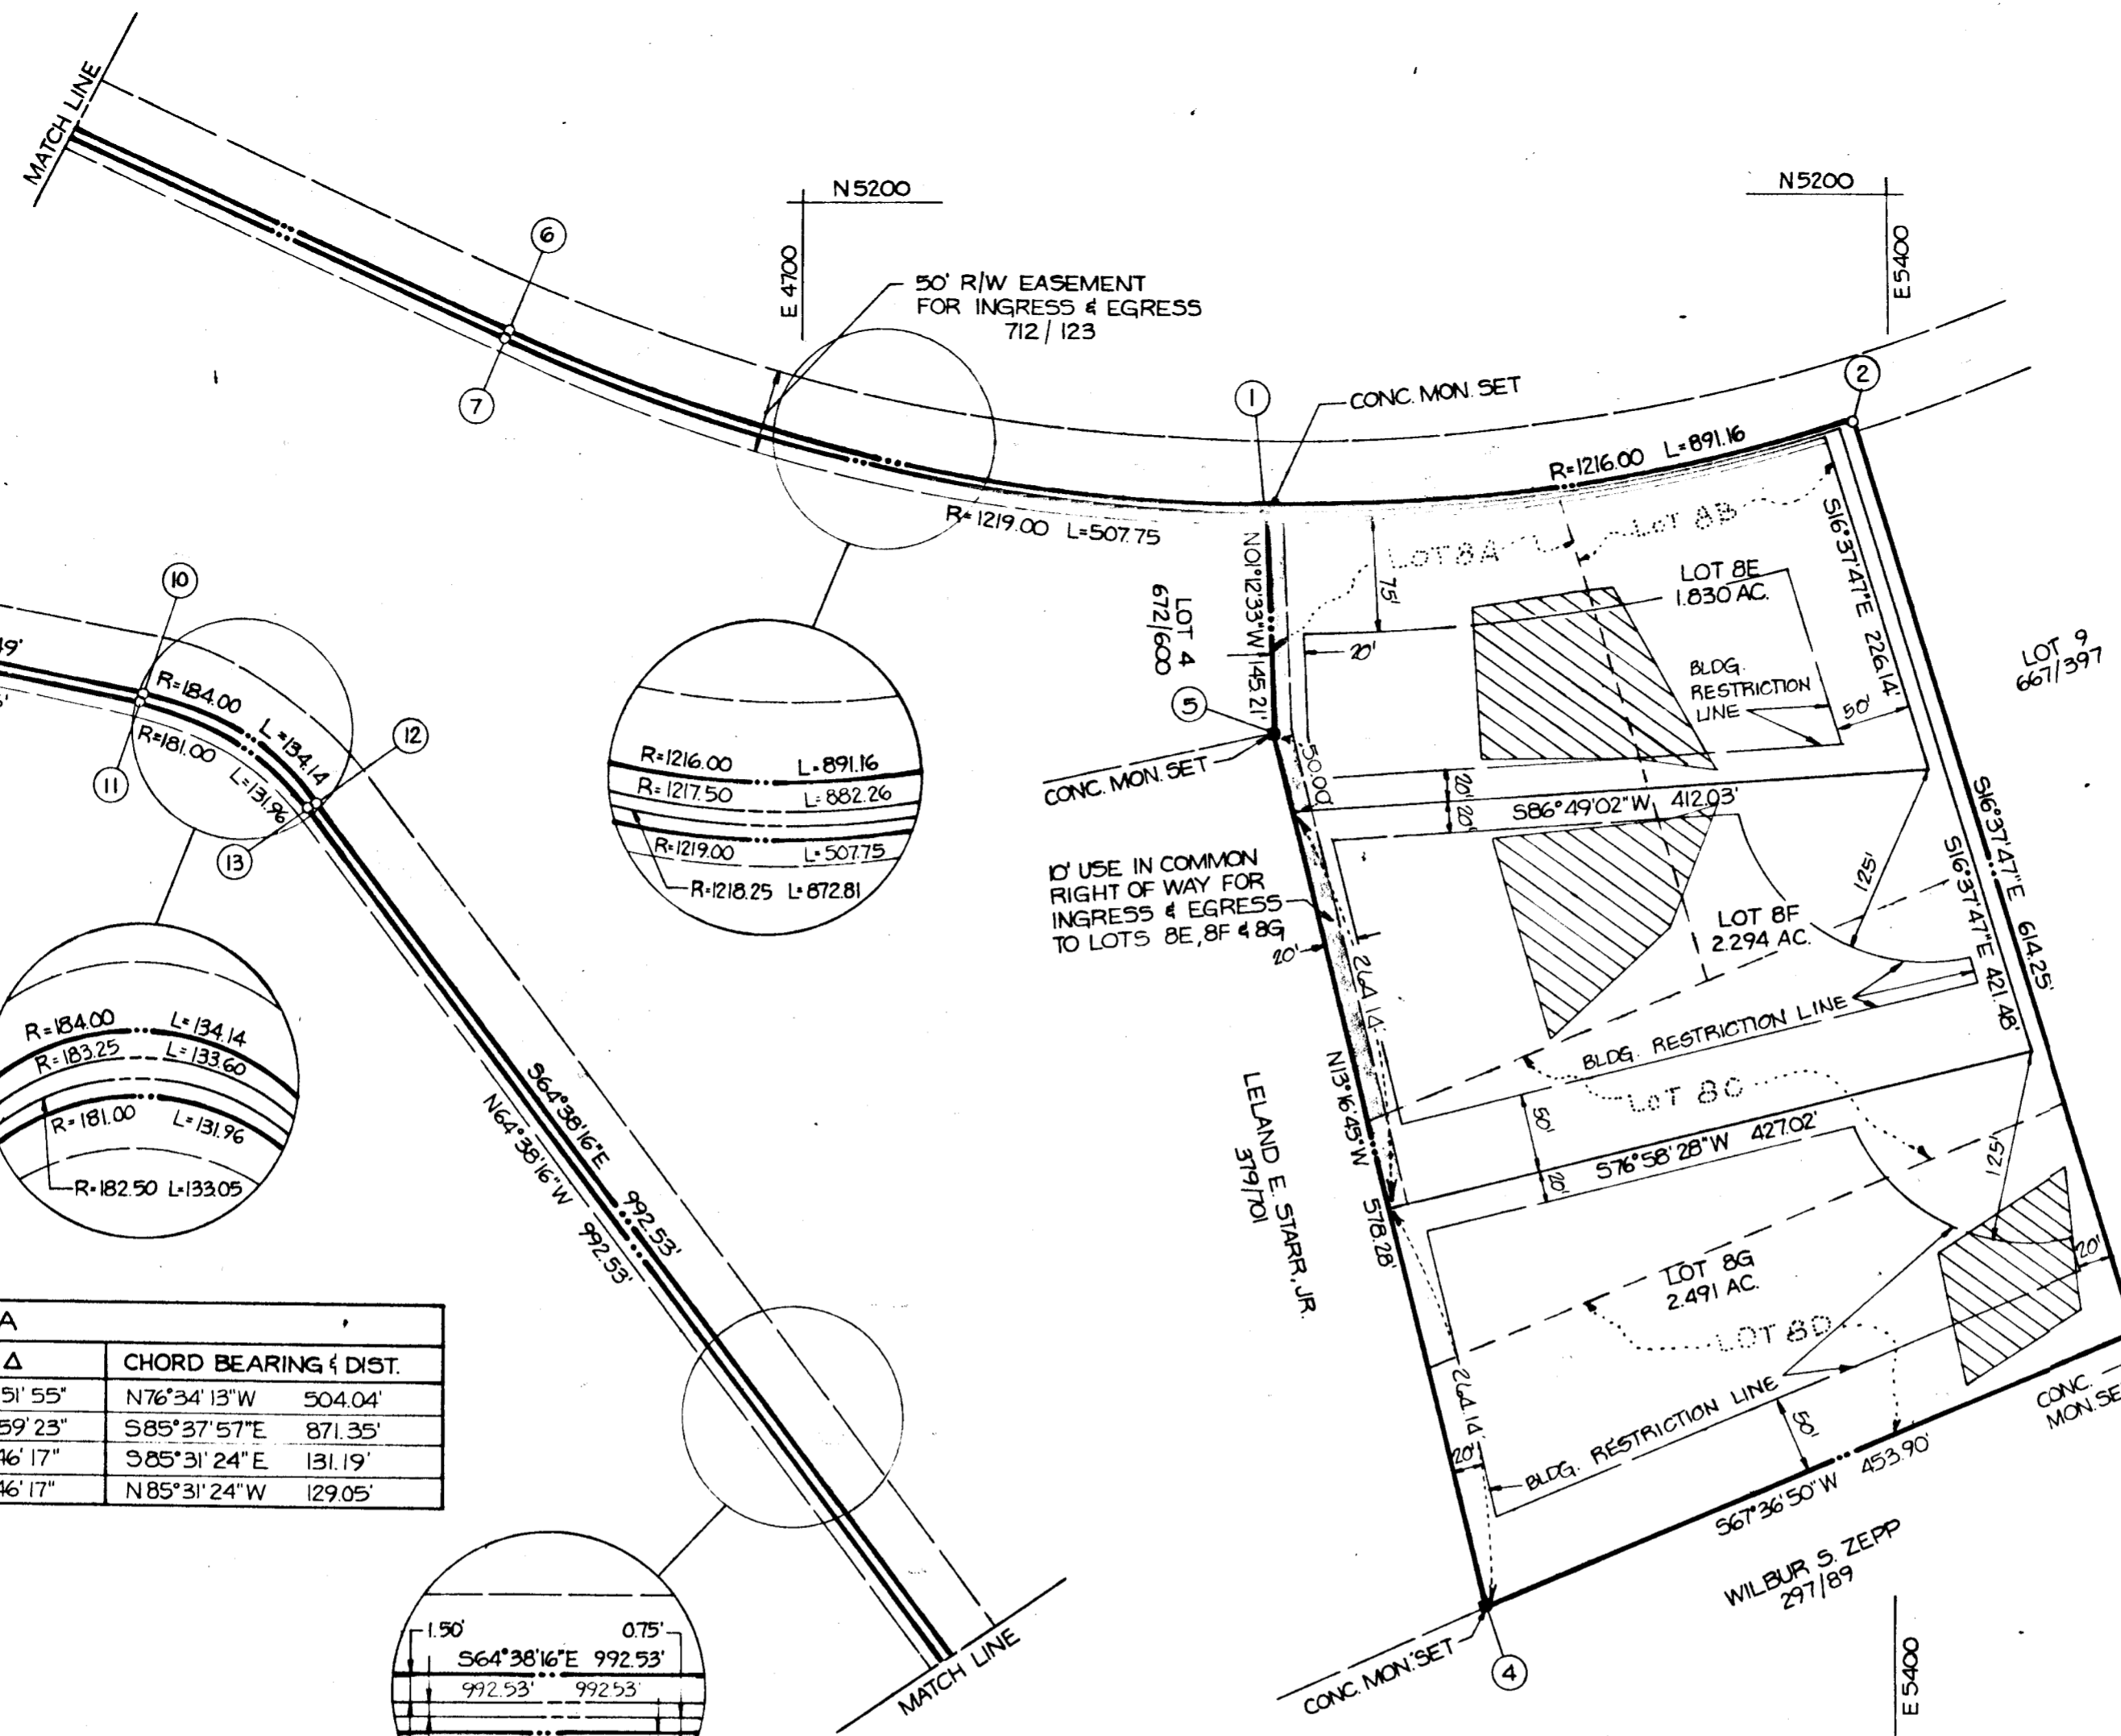 MATCH LINE
6
7
N5200
E 4700
50' R/W EASEMENT
FOR INGRESS & EGRESS
712/123
N5200
E 5400
1
CONC. MON. SET
2
R=1216.00 L=891.16
R=1219.00 L=507.75
LOT 8A
LOT 8B
N01°12'33"W 145.21'
75'
LOT 4
672/600
20'
LOT 8E
1.830 AC.
S16°37'47"E 226.14'
BLDG.
RESTRICTION
LINE
50'
LOT 9
667/397
5
CONC. MON. SET
50.00'
20'
20'
S86°49'02"W 412.03'
10' USE IN COMMON
RIGHT OF WAY FOR
INGRESS & EGRESS
TO LOTS 8E, 8F & 8G
20'
264.14'
125'
LOT 8F
2.294 AC.
S16°37'47"E 614.25'
S16°37'47"E 421.48'
BLDG. RESTRICTION LINE
LOT 8C
50'
20'
S76°58'28"W 427.02'
N13°16'45"W 578.28'
LELAND E. STARR, JR.
379/701
125'
20'
LOT 8G
2.491 AC.
LOT 8D
264.14'
20'
BLDG. RESTRICTION LINE
50'
S67°36'50"W 453.90'
CONC.
WILBUR S. ZEPP
297/89
CONC. MON. SET
4
E 5400
10
11
12
13
R=184.00 L=134.14
R=181.00 L=131.96
R=1216.00 L=891.16
R=1217.50 L=882.26
R=1219.00 L=507.75
R=1218.25 L=872.81
R=184.00 L=134.14
R=183.25 L=133.60
R=181.00 L=131.96
R=182.50 L=133.05
S64°38'16"E 992.53'
N64°38'16"W 992.53'
Δ CHORD BEARING & DIST.
51'55" N76°34'13"W 504.04'
59'23" S85°37'57"E 871.35'
46'17" S85°31'24"E 131.19'
46'17" N85°31'24"W 129.05'
1.50' 0.75'
S64°38'16"E 992.53'
992.53' 992.53'
MATCH LINE